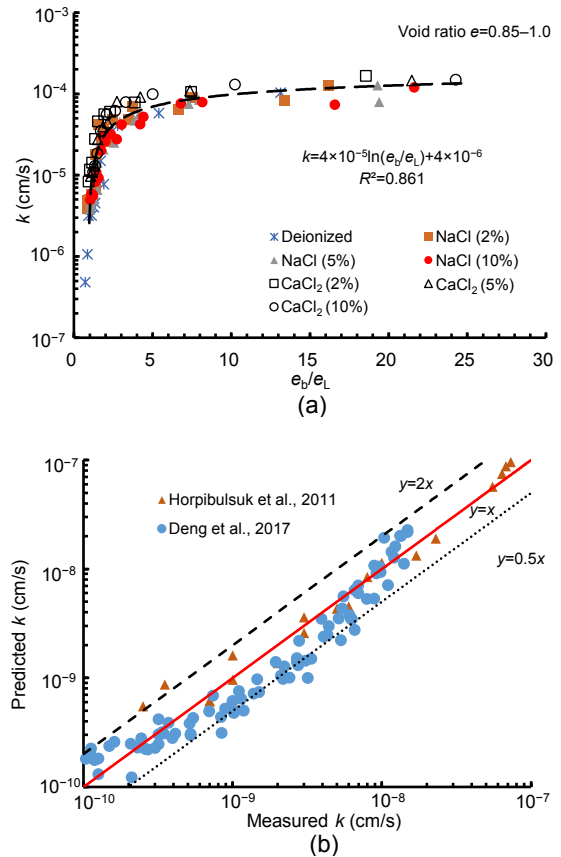 (a)
Void ratio e=0.85–1.0
10⁻³
10⁻⁴
10⁻⁵
10⁻⁶
10⁻⁷
k (cm/s)
k=4×10⁻⁵ln(e_b/e_L)+4×10⁻⁶
R²=0.861
Deionized
NaCl (2%)
NaCl (5%)
NaCl (10%)
CaCl₂ (2%)
CaCl₂ (5%)
CaCl₂ (10%)
0 5 10 15 20 25 30
e_b/e_L
(a)
10⁻⁷
10⁻⁸
10⁻⁹
10⁻¹⁰
Predicted k (cm/s)
Horpibulsuk et al., 2011
Deng et al., 2017
y=2x
y=x
y=0.5x
10⁻¹⁰ 10⁻⁹ 10⁻⁸ 10⁻⁷
Measured k (cm/s)
(b)